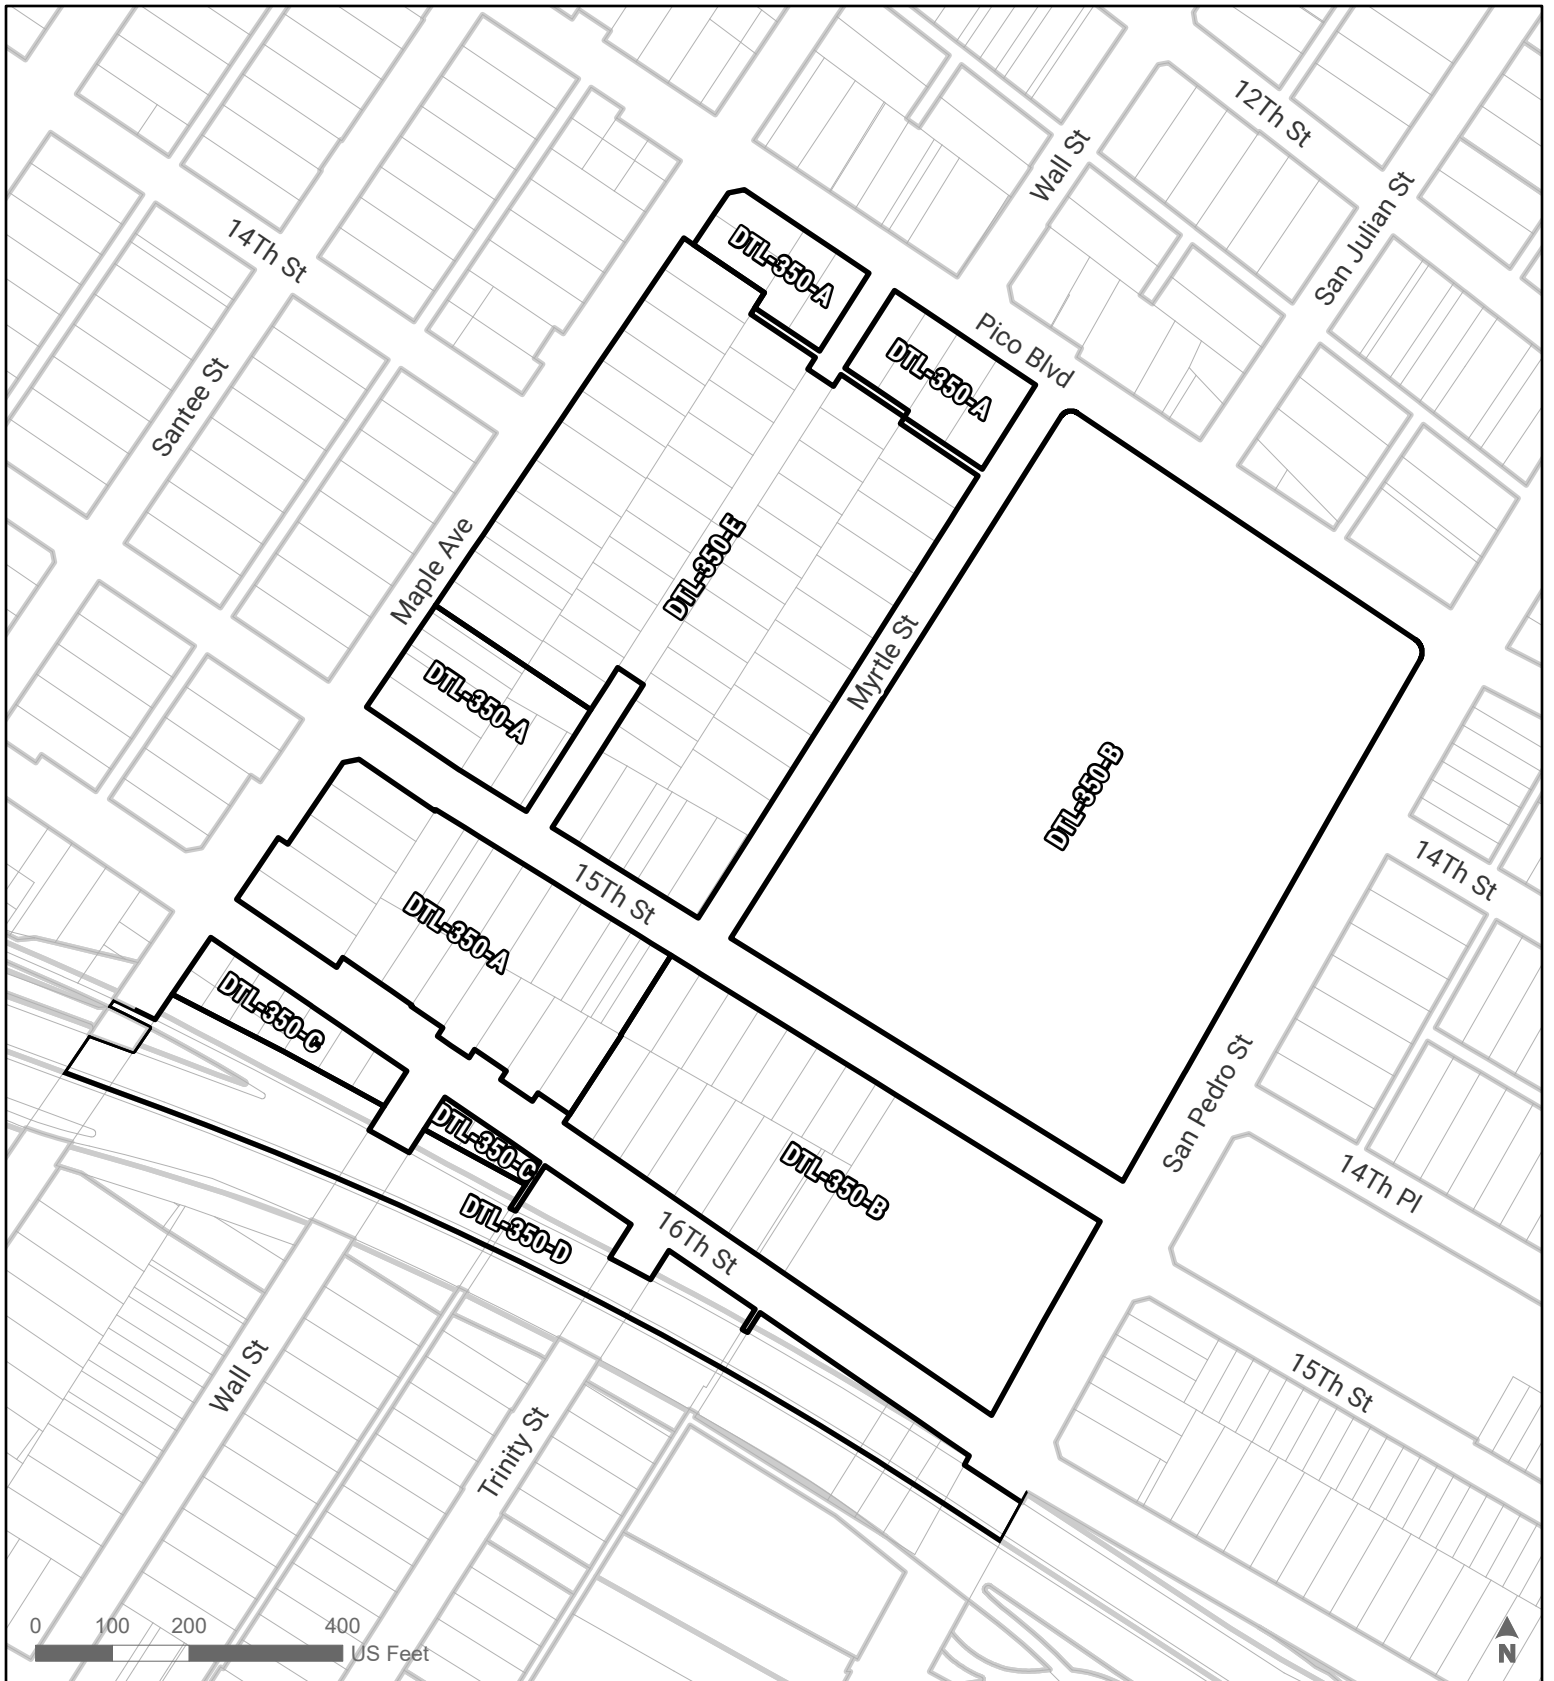 12Th St
Wall St
San Julian St
14Th St
DTL-350-A
Pico Blvd
DTL-350-A
Santee St
Maple Ave
DTL-350-E
Myrtle St
DTL-350-A
DTL-350-B
14Th St
15Th St
DTL-350-A
DTL-350-C
San Pedro St
DTL-350-C
DTL-350-B
14Th Pl
DTL-350-D
16Th St
Wall St
15Th St
Trinity St
0 100 200 400
US Feet
N